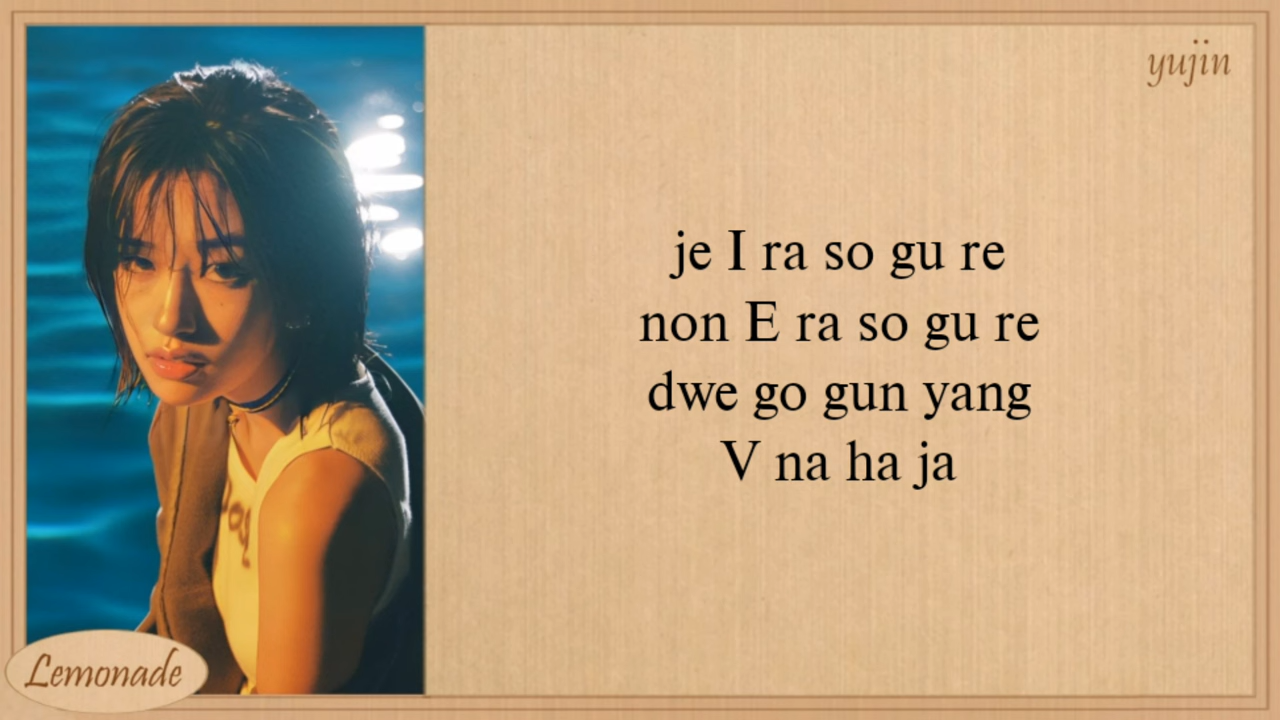 yujin
je I ra so gu re
non E ra so gu re
dwe go gun yang
V na ha ja
Lemonade